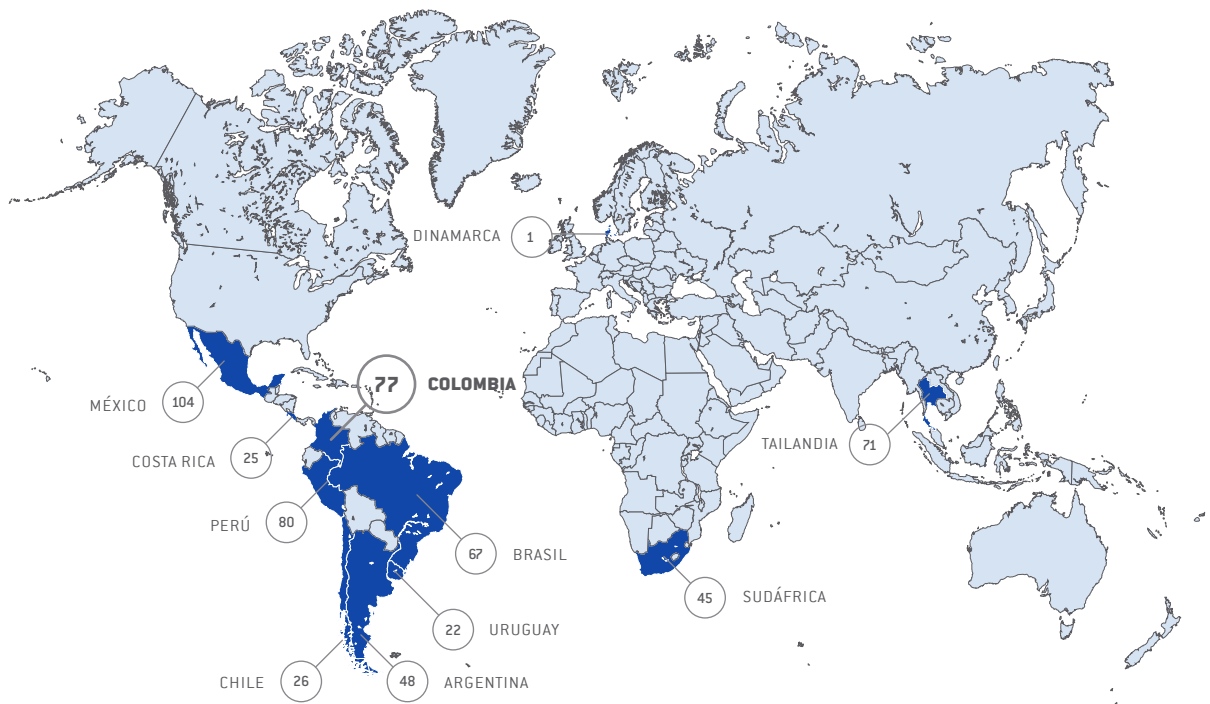 DINAMARCA 1
77 COLOMBIA
MÉXICO 104
TAILANDIA 71
COSTA RICA 25
PERÚ 80
67 BRASIL
45 SUDÁFRICA
22 URUGUAY
CHILE 26
48 ARGENTINA